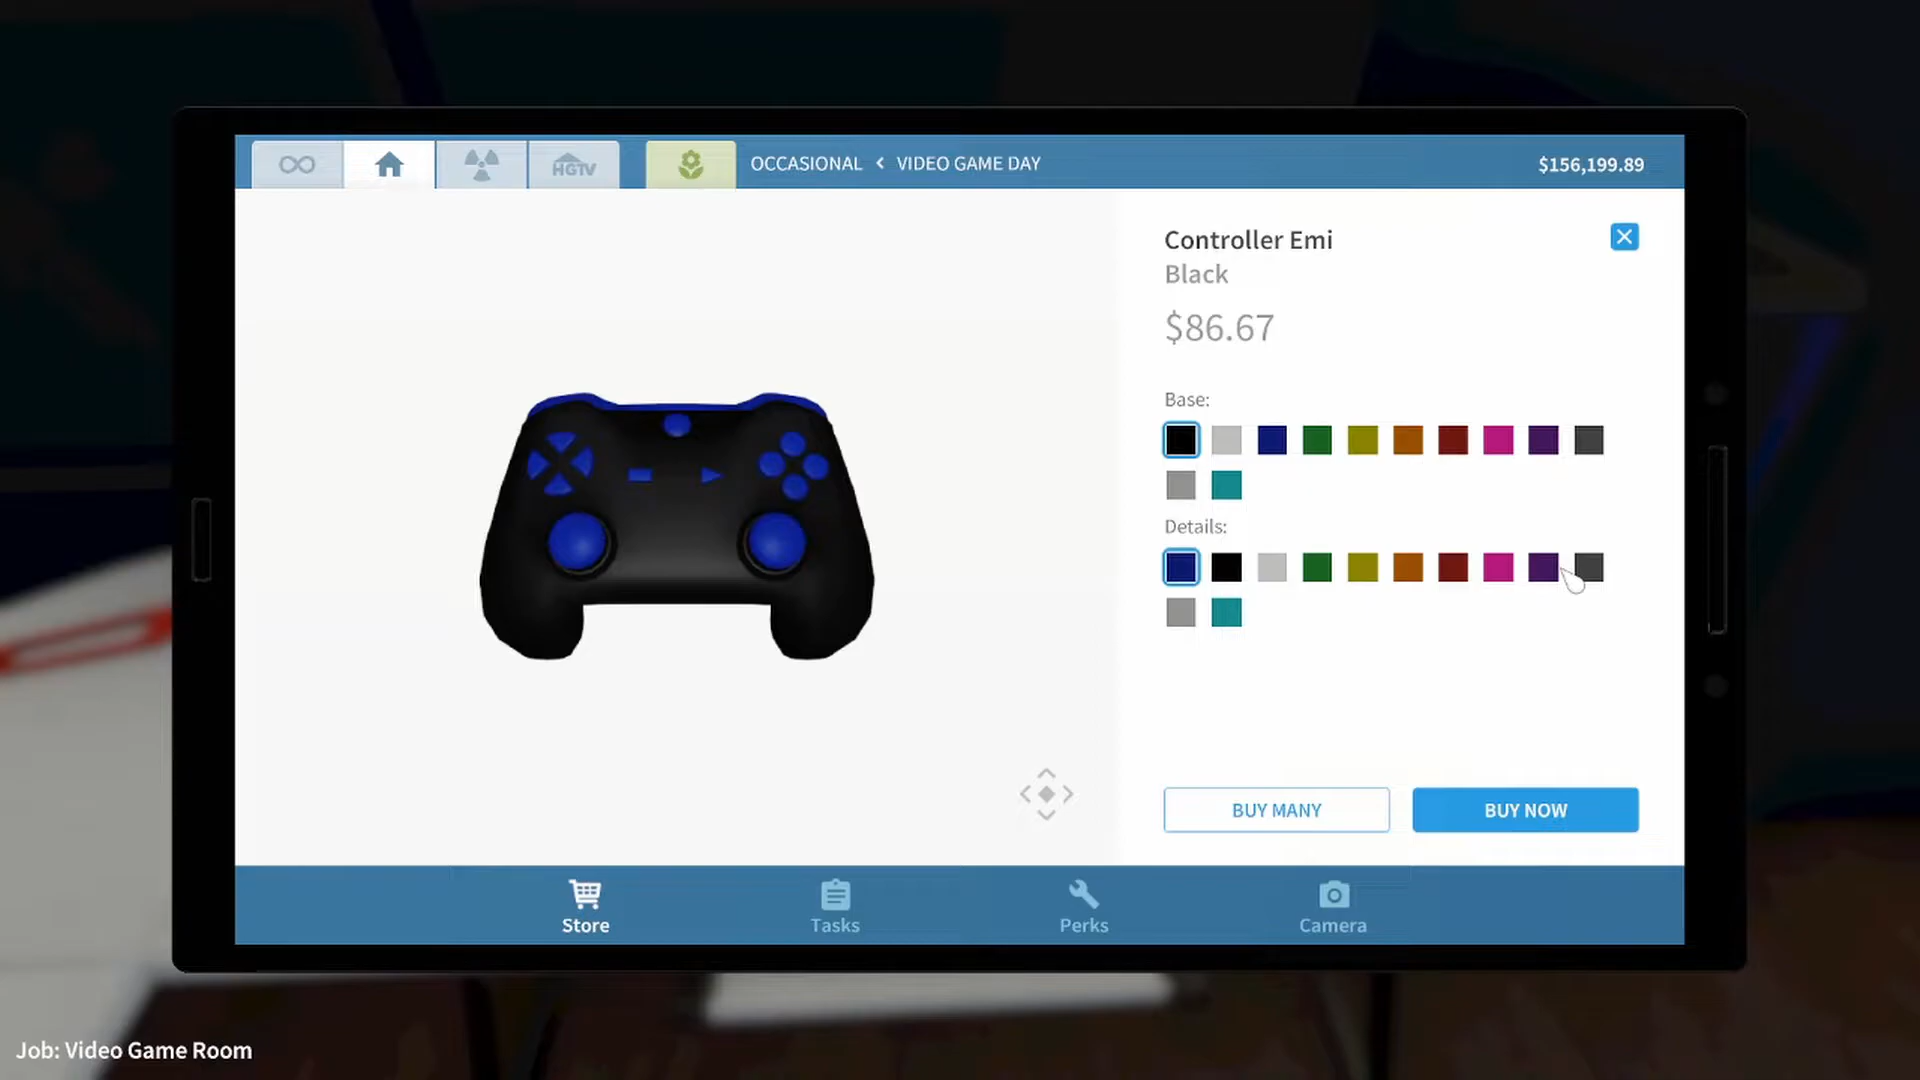 HGTV
OCCASIONAL < VIDEO GAME DAY
$156,199.89
Controller Emi
Black
$86.67
Base:
Details:
BUY MANY
BUY NOW
Store
Tasks
Perks
Camera
Job: Video Game Room